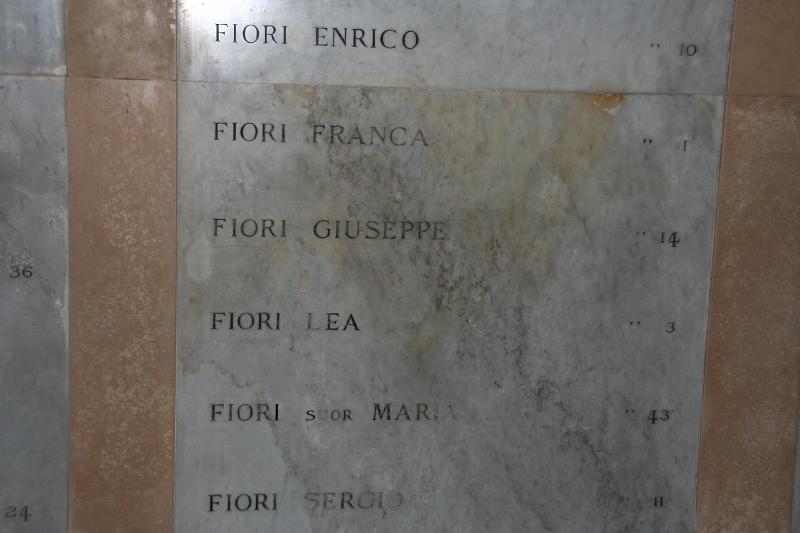 FIORI ENRICO " 10
FIORI FRANCA " 1
FIORI GIUSEPPE " 14
36
FIORI LEA " 3
FIORI SUOR MARIA " 43
FIORI SERGIO " 11
24